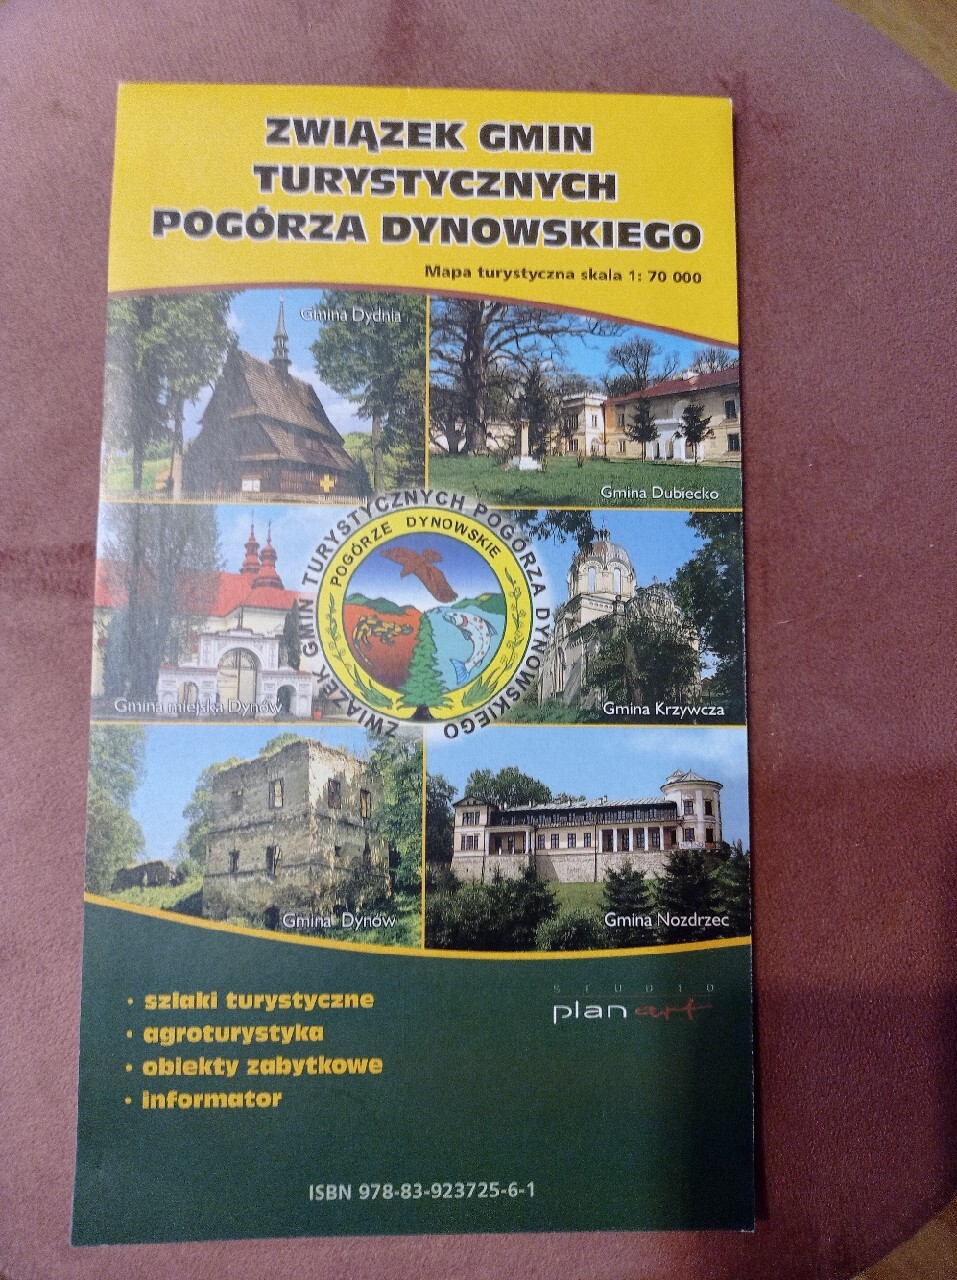 ZWIĄZEK GMIN
TURYSTYCZNYCH
POGÓRZA DYNOWSKIEGO
Mapa turystyczna skala 1: 70 000
Gmina Dydnia
Gmina Dubiecko
ZWIĄZEK GMIN TURYSTYCZNYCH POGÓRZA DYNOWSKIEGO
POGÓRZE DYNOWSKIE
Gmina miejska Dynów
Gmina Krzywcza
Gmina Dynów
Gmina Nozdrzec
• szlaki turystyczne
• agroturystyka
• obiekty zabytkowe
• informator
STUDIO
plan art
ISBN 978-83-923725-6-1